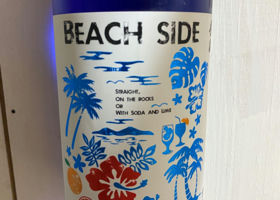 BEACH SIDE
STRAIGHT,
ON THE ROCKS
OR
WITH SODA AND LIME